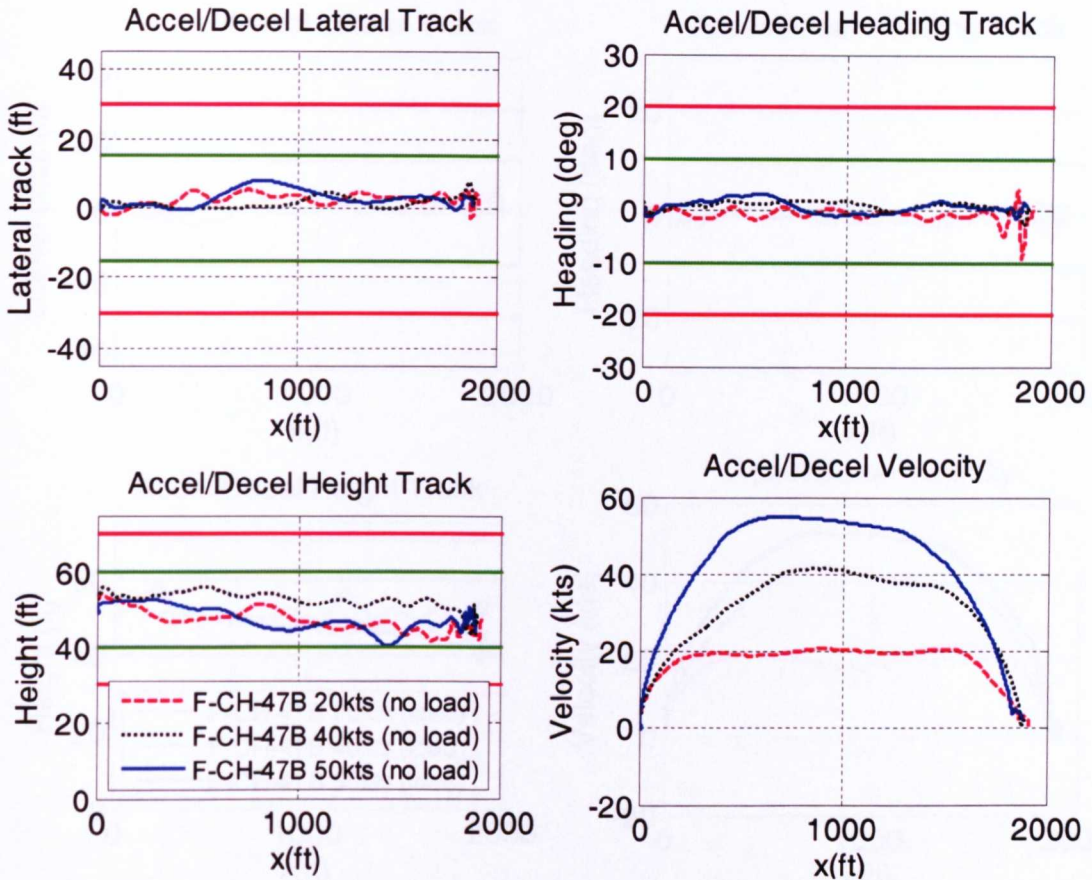 Accel/Decel Lateral Track
Lateral track (ft)
40
20
0
-20
-40
0
1000
2000
x(ft)
Accel/Decel Heading Track
Heading (deg)
30
20
10
0
-10
-20
-30
0
1000
2000
x(ft)
Accel/Decel Height Track
Height (ft)
60
40
20
0
F-CH-47B 20kts (no load)
F-CH-47B 40kts (no load)
F-CH-47B 50kts (no load)
0
1000
2000
x(ft)
Accel/Decel Velocity
Velocity (kts)
60
40
20
0
-20
0
1000
2000
x(ft)